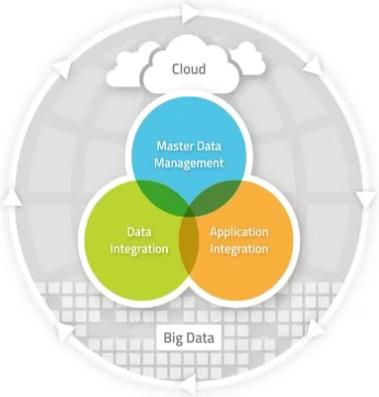 Cloud
Master Data
Management
Data
Integration
Application
Integration
Big Data